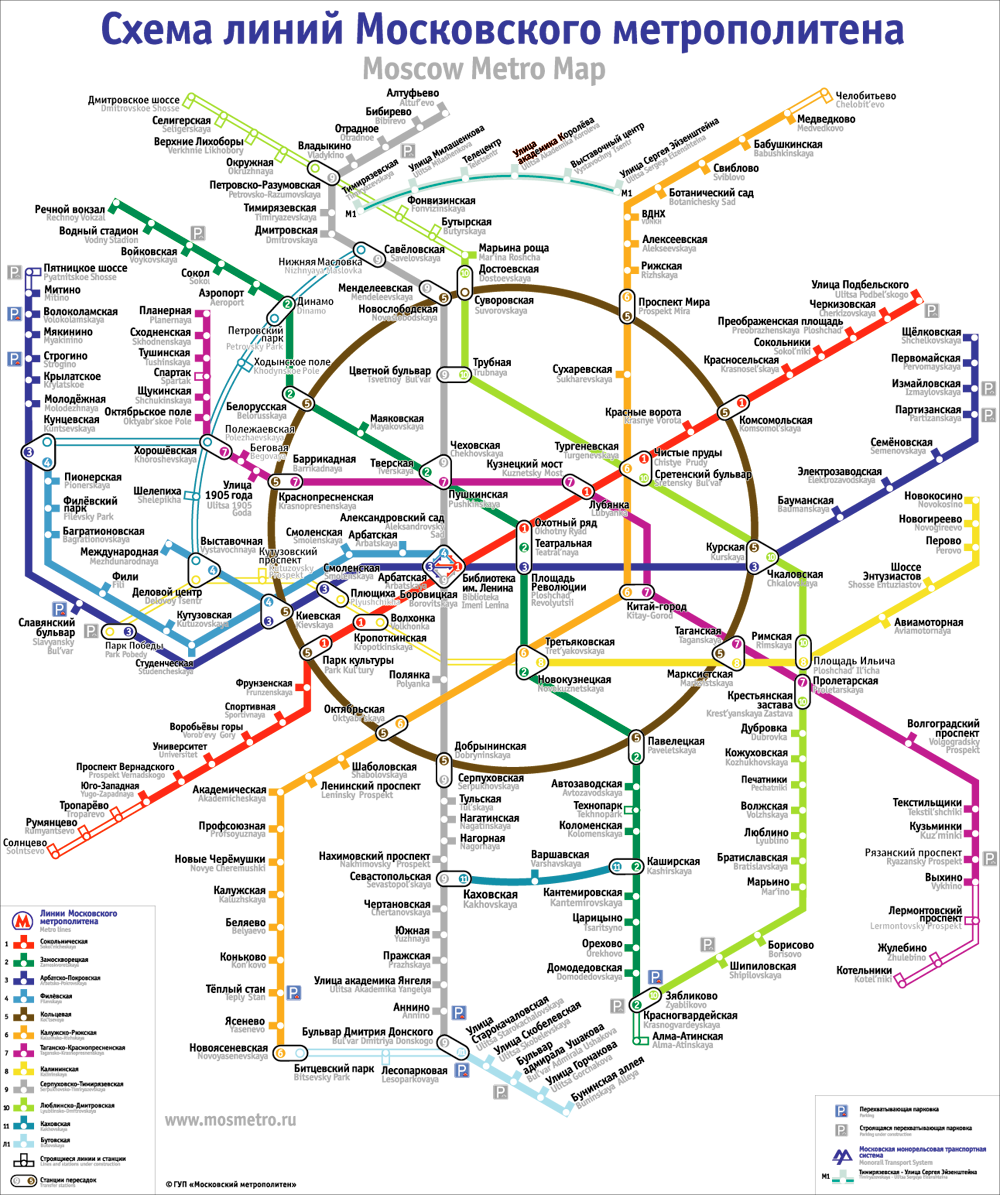 Схема линий Московского метрополитена
Moscow Metro Map
Дмитровское шоссе
Dmitrovskoe Shosse
Селигерская
Seligerskaya
Верхние Лихоборы
Verkhnie Likhobory
Окружная
Okruzhnaya
Владыкино
Vladykino
Отрадное
Otradnoe
Бибирево
Bibirevo
Алтуфьево
Altuf'evo
Петровско-Разумовская
Petrovsko-Razumovskaya
Тимирязевская
Timiryazevskaya
Дмитровская
Dmitrovskaya
Тимирязевская
Улица Милашенкова
Ulitsa Milashenkova
Телецентр
Teletsentr
Улица
академика Королёва
Ulitsa Akademika Koroleva
Выставочный центр
Vystavochny Tsentr
Улица Сергея Эйзенштейна
Ulitsa Sergeya Eizenshteina
M1
M1
Челобитьево
Chelobit'evo
Медведково
Medvedkovo
Бабушкинская
Babushkinskaya
Свиблово
Sviblovo
Ботанический сад
Botanichesky Sad
ВДНХ
VDNKh
Алексеевская
Alekseevskaya
Рижская
Rizhskaya
Проспект Мира
Prospekt Mira
Фонвизинская
Fonvizinskaya
Бутырская
Butyrskaya
Марьина роща
Mar'ina Roshcha
Достоевская
Dostoevskaya
Суворовская
Suvorovskaya
Савёловская
Savelovskaya
Нижняя Масловка
Nizhnyaya Maslovka
Менделеевская
Mendeleevskaya
Новослободская
Novoslobodskaya
Речной вокзал
Rechnoy Vokzal
Водный стадион
Vodny Stadion
Войковская
Voykovskaya
Сокол
Sokol
Аэропорт
Aeroport
Динамо
Dinamo
Петровский
парк
Petrovsky Park
Ходынское поле
Khodynskoe Pole
Белорусская
Belorusskaya
Пятницкое шоссе
Pyatnitskoe Shosse
Митино
Mitino
Волоколамская
Volokolamskaya
Мякинино
Myakinino
Строгино
Strogino
Крылатское
Krylatskoe
Молодёжная
Molodezhnaya
Кунцевская
Kuntsevskaya
Планерная
Planernaya
Сходненская
Skhodnenskaya
Тушинская
Tushinskaya
Спартак
Spartak
Щукинская
Shchukinskaya
Октябрьское поле
Oktyabr'skoe Pole
Полежаевская
Polezhaevskaya
Хорошёвская
Khoroshevskaya
Беговая
Begovaya
Улица
1905 года
Ulitsa 1905
Goda
Баррикадная
Barrikadnaya
Краснопресненская
Krasnopresnenskaya
Шелепиха
Shelepikha
Пионерская
Pionerskaya
Филёвский
парк
Filevsky Park
Багратионовская
Bagrationovskaya
Фили
Fili
Международная
Mezhdunarodnaya
Выставочная
Vystavochnaya
Деловой центр
Delovoy Tsentr
Кутузовский
проспект
Kutuzovsky
Prospekt
Кутузовская
Kutuzovskaya
Студенческая
Studencheskaya
Славянский
бульвар
Slavyansky
Bul'var
Парк Победы
Park Pobedy
Киевская
Kievskaya
Смоленская
Smolenskaya
Арбатская
Arbatskaya
Александровский сад
Aleksandrovsky
Sad
Смоленская
Smolenskaya
Арбатская
Arbatskaya
Плющиха
Plyushchikha
Боровицкая
Borovitskaya
Библиотека
им. Ленина
Biblioteka
Imeni Lenina
Волхонка
Volkhonka
Кропоткинская
Kropotkinskaya
Парк культуры
Park Kul'tury
Полянка
Polyanka
Цветной бульвар
Tsvetnoy Bul'var
Трубная
Trubnaya
Маяковская
Mayakovskaya
Тверская
Tverskaya
Чеховская
Chekhovskaya
Пушкинская
Pushkinskaya
Кузнецкий мост
Kuznetsky Most
Лубянка
Lubyanka
Охотный ряд
Okhotny Ryad
Театральная
Teatral'naya
Площадь
Революции
Ploshchad
Revolyutsii
Сухаревская
Sukharevskaya
Тургеневская
Turgenevskaya
Чистые пруды
Chistye Prudy
Сретенский бульвар
Sretensky Bul'var
Красные ворота
Krasnye Vorota
Комсомольская
Komsomol'skaya
Красносельская
Krasnosel'skaya
Сокольники
Sokol'niki
Преображенская площадь
Preobrazhenskaya Ploshchad'
Черкизовская
Cherkizovskaya
Улица Подбельского
Ulitsa Podbel'skogo
Щёлковская
Shchelkovskaya
Первомайская
Pervomayskaya
Измайловская
Izmaylovskaya
Партизанская
Partizanskaya
Семёновская
Semenovskaya
Электрозаводская
Elektrozavodskaya
Бауманская
Baumanskaya
Курская
Kurskaya
Чкаловская
Chkalovskaya
Новокосино
Novokosino
Новогиреево
Novogireevo
Перово
Perovo
Шоссе
Энтузиастов
Shosse Entuziastov
Авиамоторная
Aviamotornaya
Площадь Ильича
Ploshchad' Il'icha
Римская
Rimskaya
Марксистская
Marksistskaya
Таганская
Taganskaya
Китай-город
Kitay-Gorod
Третьяковская
Tret'yakovskaya
Новокузнецкая
Novokuznetskaya
Пролетарская
Proletarskaya
Крестьянская
застава
Krest'yanskaya Zastava
Волгоградский
проспект
Volgogradsky
Prospekt
Текстильщики
Tekstil'shchiki
Кузьминки
Kuz'minki
Рязанский проспект
Ryazansky Prospekt
Выхино
Vykhino
Лермонтовский
проспект
Lermontovsky Prospekt
Жулебино
Zhulebino
Котельники
Kotel'niki
Дубровка
Dubrovka
Кожуховская
Kozhukhovskaya
Печатники
Pechatniki
Волжская
Volzhskaya
Люблино
Lyublino
Братиславская
Bratislavskaya
Марьино
Mar'ino
Борисово
Borisovo
Шипиловская
Shipilovskaya
Зябликово
Zyablikovo
Красногвардейская
Krasnogvardeyskaya
Алма-Атинская
Alma-Atinskaya
Павелецкая
Paveletskaya
Автозаводская
Avtozavodskaya
Технопарк
Tekhnopark
Коломенская
Kolomenskaya
Каширская
Kashirskaya
Кантемировская
Kantemirovskaya
Царицыно
Tsaritsyno
Орехово
Orekhovo
Домодедовская
Domodedovskaya
Варшавская
Varshavskaya
Каховская
Kakhovskaya
Фрунзенская
Frunzenskaya
Спортивная
Sportivnaya
Воробьёвы горы
Vorob'evy Gory
Университет
Universitet
Проспект Вернадского
Prospekt Vernadskogo
Юго-Западная
Yugo-Zapadnaya
Тропарёво
Troparevo
Румянцево
Rumyantsevo
Солнцево
Solntsevo
Октябрьская
Oktyabr'skaya
Добрынинская
Dobryninskaya
Серпуховская
Serpukhovskaya
Шаболовская
Shabolovskaya
Ленинский проспект
Leninsky Prospekt
Академическая
Akademicheskaya
Профсоюзная
Profsoyuznaya
Новые Черёмушки
Novye Cheremushki
Калужская
Kaluzhskaya
Беляево
Belyaevo
Коньково
Kon'kovo
Тёплый стан
Teply Stan
Ясенево
Yasenevo
Новоясеневская
Novoyasenevskaya
Тульская
Tul'skaya
Нагатинская
Nagatinskaya
Нагорная
Nagornaya
Нахимовский проспект
Nakhimovsky Prospekt
Севастопольская
Sevastopol'skaya
Чертановская
Chertanovskaya
Южная
Yuzhnaya
Пражская
Prazhskaya
Улица Академика Янгеля
Ulitsa Akademika Yangelya
Аннино
Annino
Бульвар Дмитрия Донского
Bul'var Dmitriya Donskogo
Битцевский парк
Bitsevsky Park
Лесопарковая
Lesoparkovaya
Улица
Старокачаловская
Ulitsa Starokachalovskaya
Улица Скобелевская
Ulitsa Skobelevskaya
Бульвар
адмирала Ушакова
Bul'var Admirala Ushakova
Улица Горчакова
Ulitsa Gorchakova
Бунинская аллея
Buninskaya Alleya
Линии Московского
метрополитена
Metro lines
1 Сокольническая
2 Замоскворецкая
3 Арбатско-Покровская
4 Филёвская
5 Кольцевая
6 Калужско-Рижская
7 Таганско-Краснопресненская
8 Калининская
9 Серпуховско-Тимирязевская
10 Люблинско-Дмитровская
11 Каховская
Л1 Бутовская
Строящиеся линии и станции
Lines and stations under construction
Станции пересадок
Transfer stations
www.mosmetro.ru
© ГУП «Московский метрополитен»
Перехватывающая парковка
Parking
Строящаяся перехватывающая парковка
Parking under construction
Московская монорельсовая транспортная
система
Monorail Transport System
M1 Тимирязевская - Улица Сергея Эйзенштейна